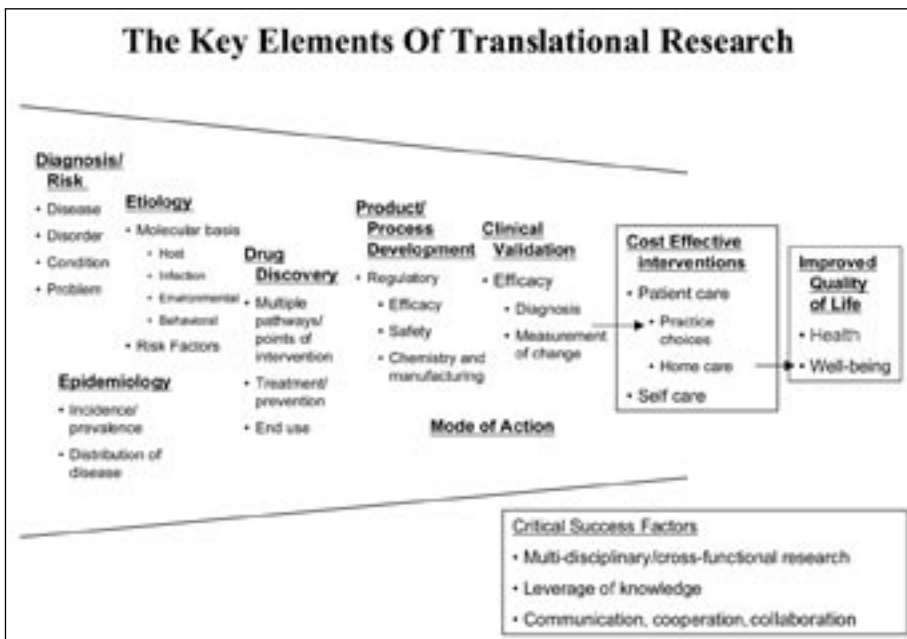 The Key Elements Of Translational Research
Diagnosis/
Risk
• Disease
• Disorder
• Condition
• Problem
Etiology
• Molecular basis
• Host
• Infection
• Environmental
• Behavioral
• Risk Factors
Epidemiology
• Incidence/
prevalence
• Distribution of
disease
Drug
Discovery
• Multiple
pathways/
points of
intervention
• Treatment/
prevention
• End use
Product/
Process
Development
• Regulatory
• Efficacy
• Safety
• Chemistry and
manufacturing
Clinical
Validation
• Efficacy
• Diagnosis
• Measurement
of change
Mode of Action
Cost Effective
interventions
• Patient care
• Practice
choices
• Home care
• Self care
Improved
Quality
of Life
• Health
• Well-being
Critical Success Factors
• Multi-disciplinary/cross-functional research
• Leverage of knowledge
• Communication, cooperation, collaboration